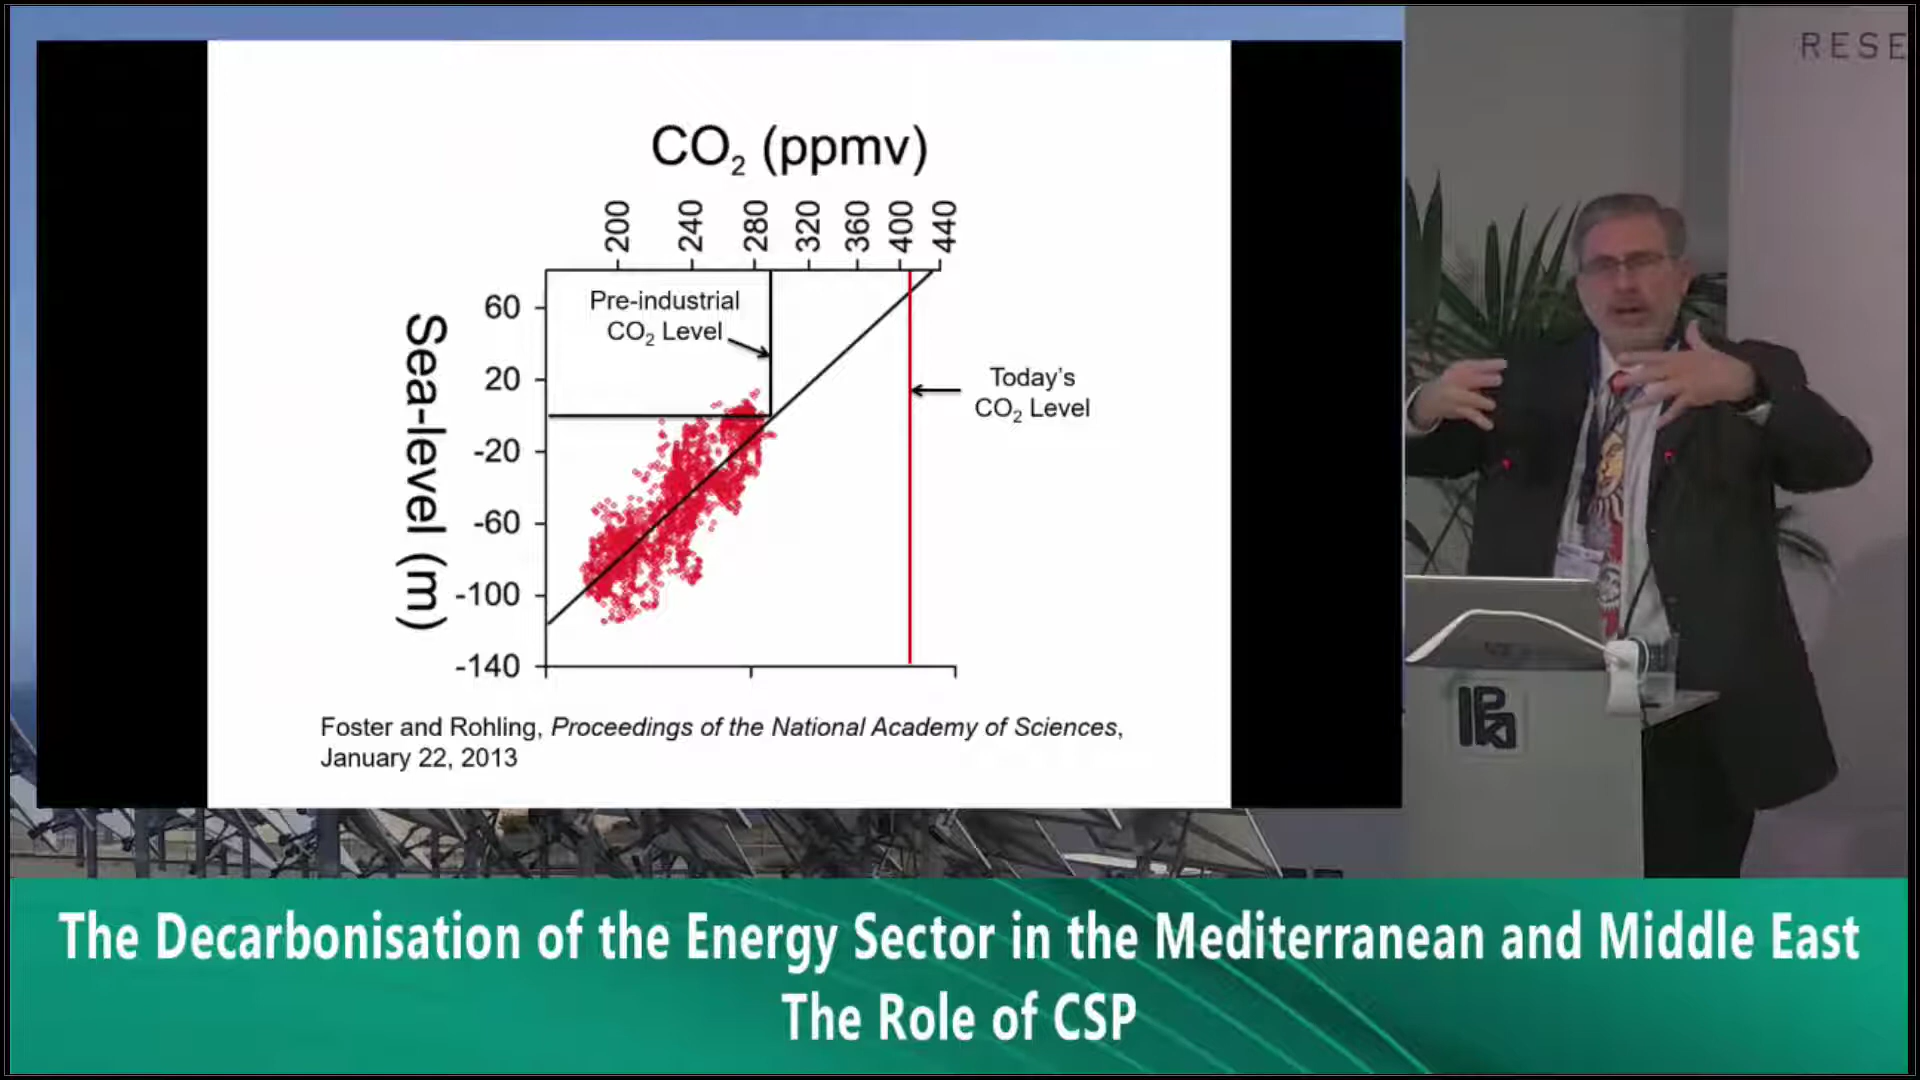 RESE
CO₂ (ppmv)
200
240
280
320
360
400
440
Sea-level (m)
60
20
-20
-60
-100
-140
Pre-industrial
CO₂ Level
Today's
CO₂ Level
Foster and Rohling, Proceedings of the National Academy of Sciences,
January 22, 2013
The Decarbonisation of the Energy Sector in the Mediterranean and Middle East
The Role of CSP